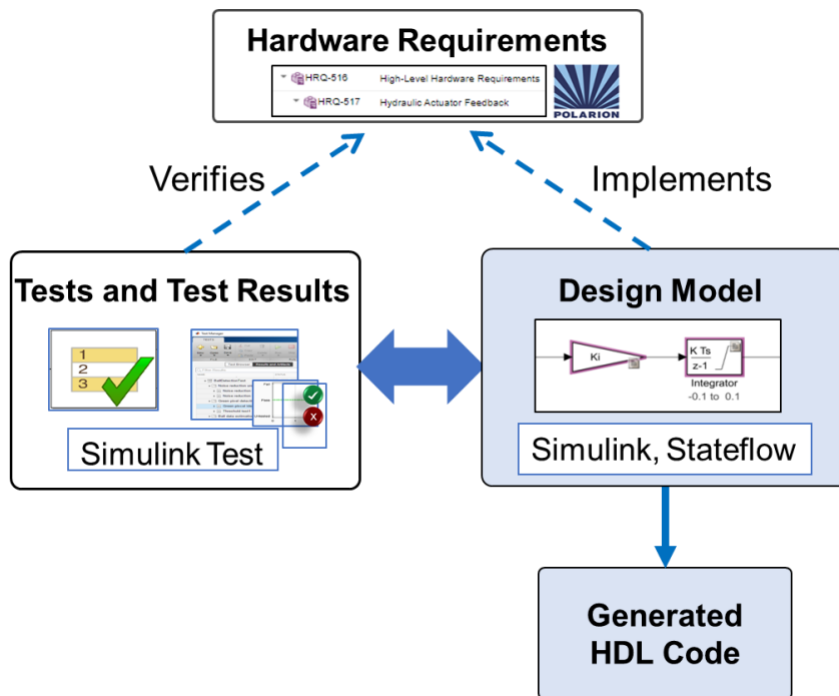 Hardware Requirements
HRQ-516 High-Level Hardware Requirements
HRQ-517 Hydraulic Actuator Feedback
POLARION
Verifies
Implements
Tests and Test Results
1
2
3
Simulink Test
Design Model
Ki
K Ts
z-1
Integrator
-0.1 to 0.1
Simulink, Stateflow
Generated
HDL Code